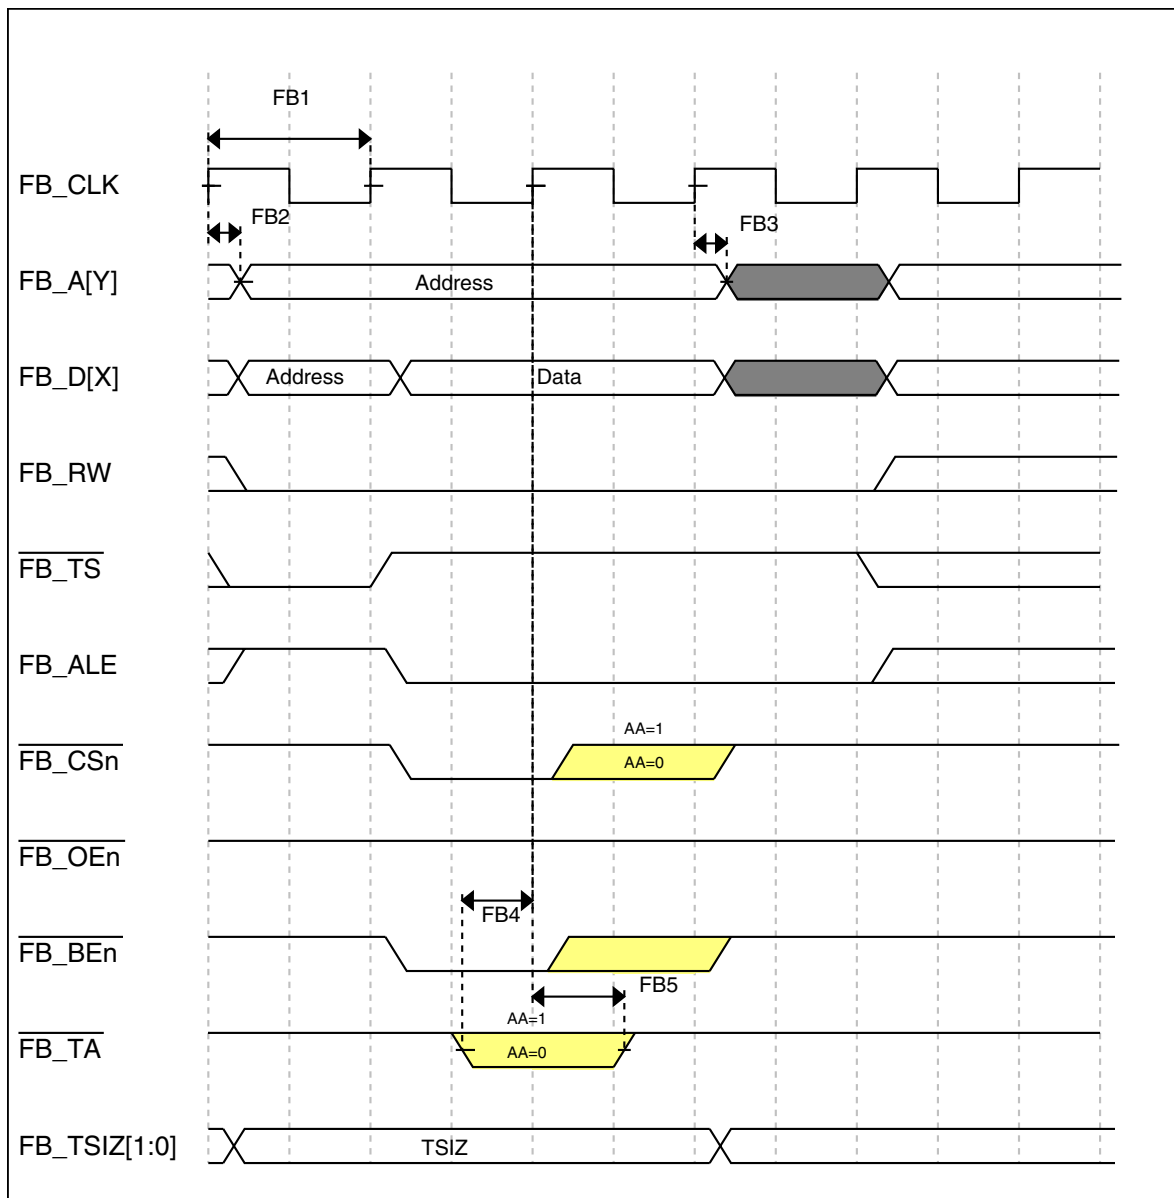 FB1
FB_CLK
FB2
FB3
FB_A[Y]
Address
FB_D[X]
Address
Data
FB_RW
FB_TS
FB_ALE
AA=1
FB_CSn
AA=0
FB_OEn
FB4
FB_BEn
FB5
AA=1
FB_TA
AA=0
FB_TSIZ[1:0]
TSIZ